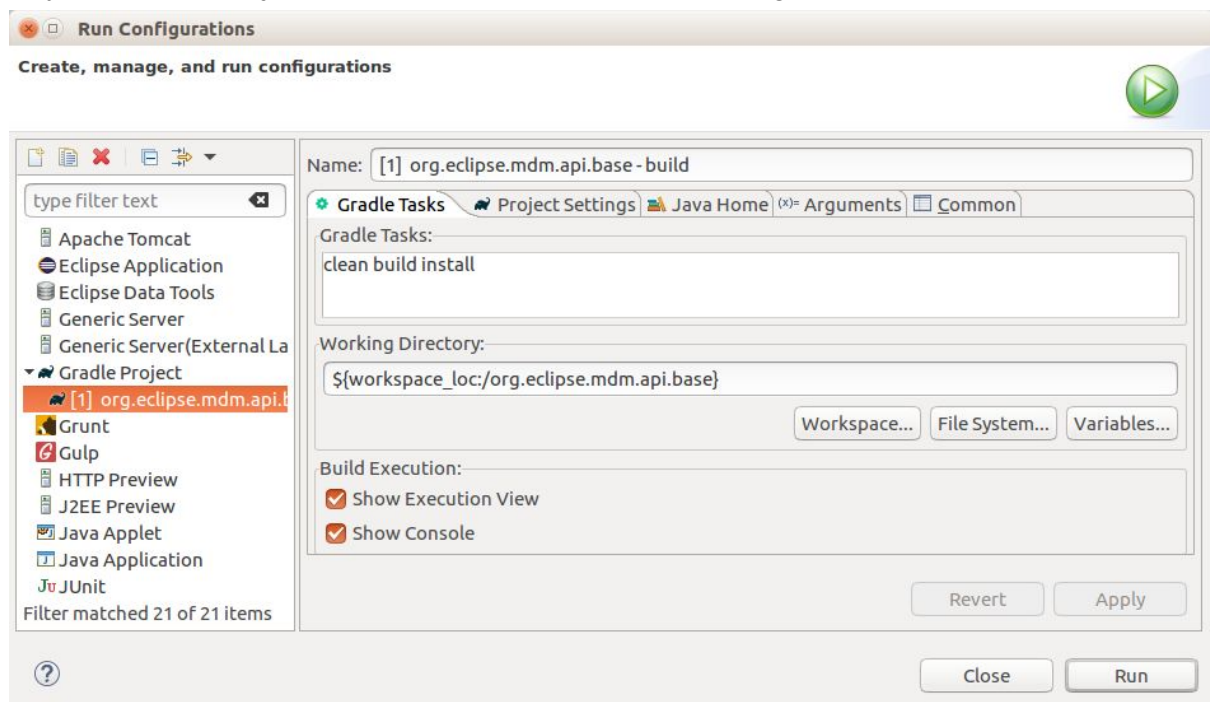 Run Configurations
Create, manage, and run configurations
type filter text
Apache Tomcat
Eclipse Application
Eclipse Data Tools
Generic Server
Generic Server(External La
Gradle Project
[1] org.eclipse.mdm.api.b
Grunt
Gulp
HTTP Preview
J2EE Preview
Java Applet
Java Application
Ju JUnit
Filter matched 21 of 21 items
Name: [1] org.eclipse.mdm.api.base - build
Gradle Tasks Project Settings Java Home (x)= Arguments Common
Gradle Tasks:
clean build install
Working Directory:
${workspace_loc:/org.eclipse.mdm.api.base}
Workspace... File System... Variables...
Build Execution:
Show Execution View
Show Console
Revert Apply
Close Run